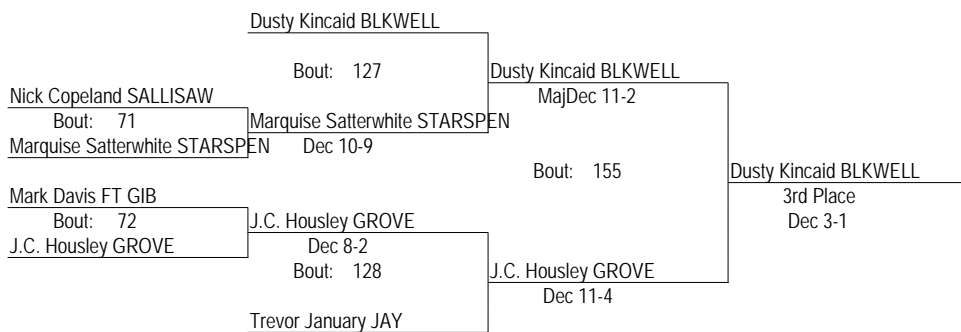 Dusty Kincaid BLKWELL
Bout: 127
Dusty Kincaid BLKWELL
MajDec 11-2
Nick Copeland SALLISAW
Bout: 71
Marquise Satterwhite STARSPEN
Marquise Satterwhite STARSPEN
Dec 10-9
Bout: 155
Dusty Kincaid BLKWELL
3rd Place
Dec 3-1
Mark Davis FT GIB
Bout: 72
J.C. Housley GROVE
J.C. Housley GROVE
Dec 8-2
Bout: 128
J.C. Housley GROVE
Dec 11-4
Trevor January JAY